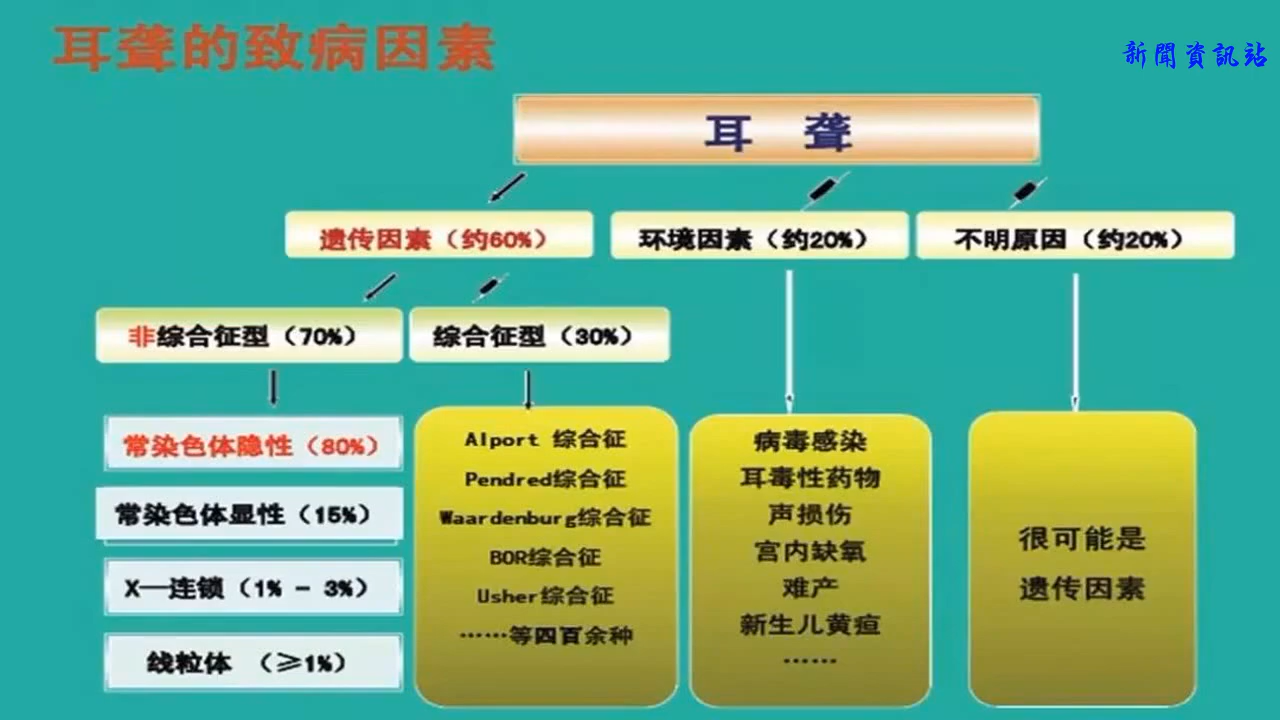 耳聋的致病因素
新聞資訊站
耳 聋
遗传因素（约60%）
环境因素（约20%）
不明原因（约20%）
非综合征型（70%）
综合征型（30%）
常染色体隐性（80%）
常染色体显性（15%）
X—连锁（1% - 3%）
线粒体 （≥1%）
Alport 综合征
Pendred综合征
Waardenburg综合征
BOR综合征
Usher综合征
……等四百余种
病毒感染
耳毒性药物
声损伤
宫内缺氧
难产
新生儿黄疸
……
很可能是
遗传因素